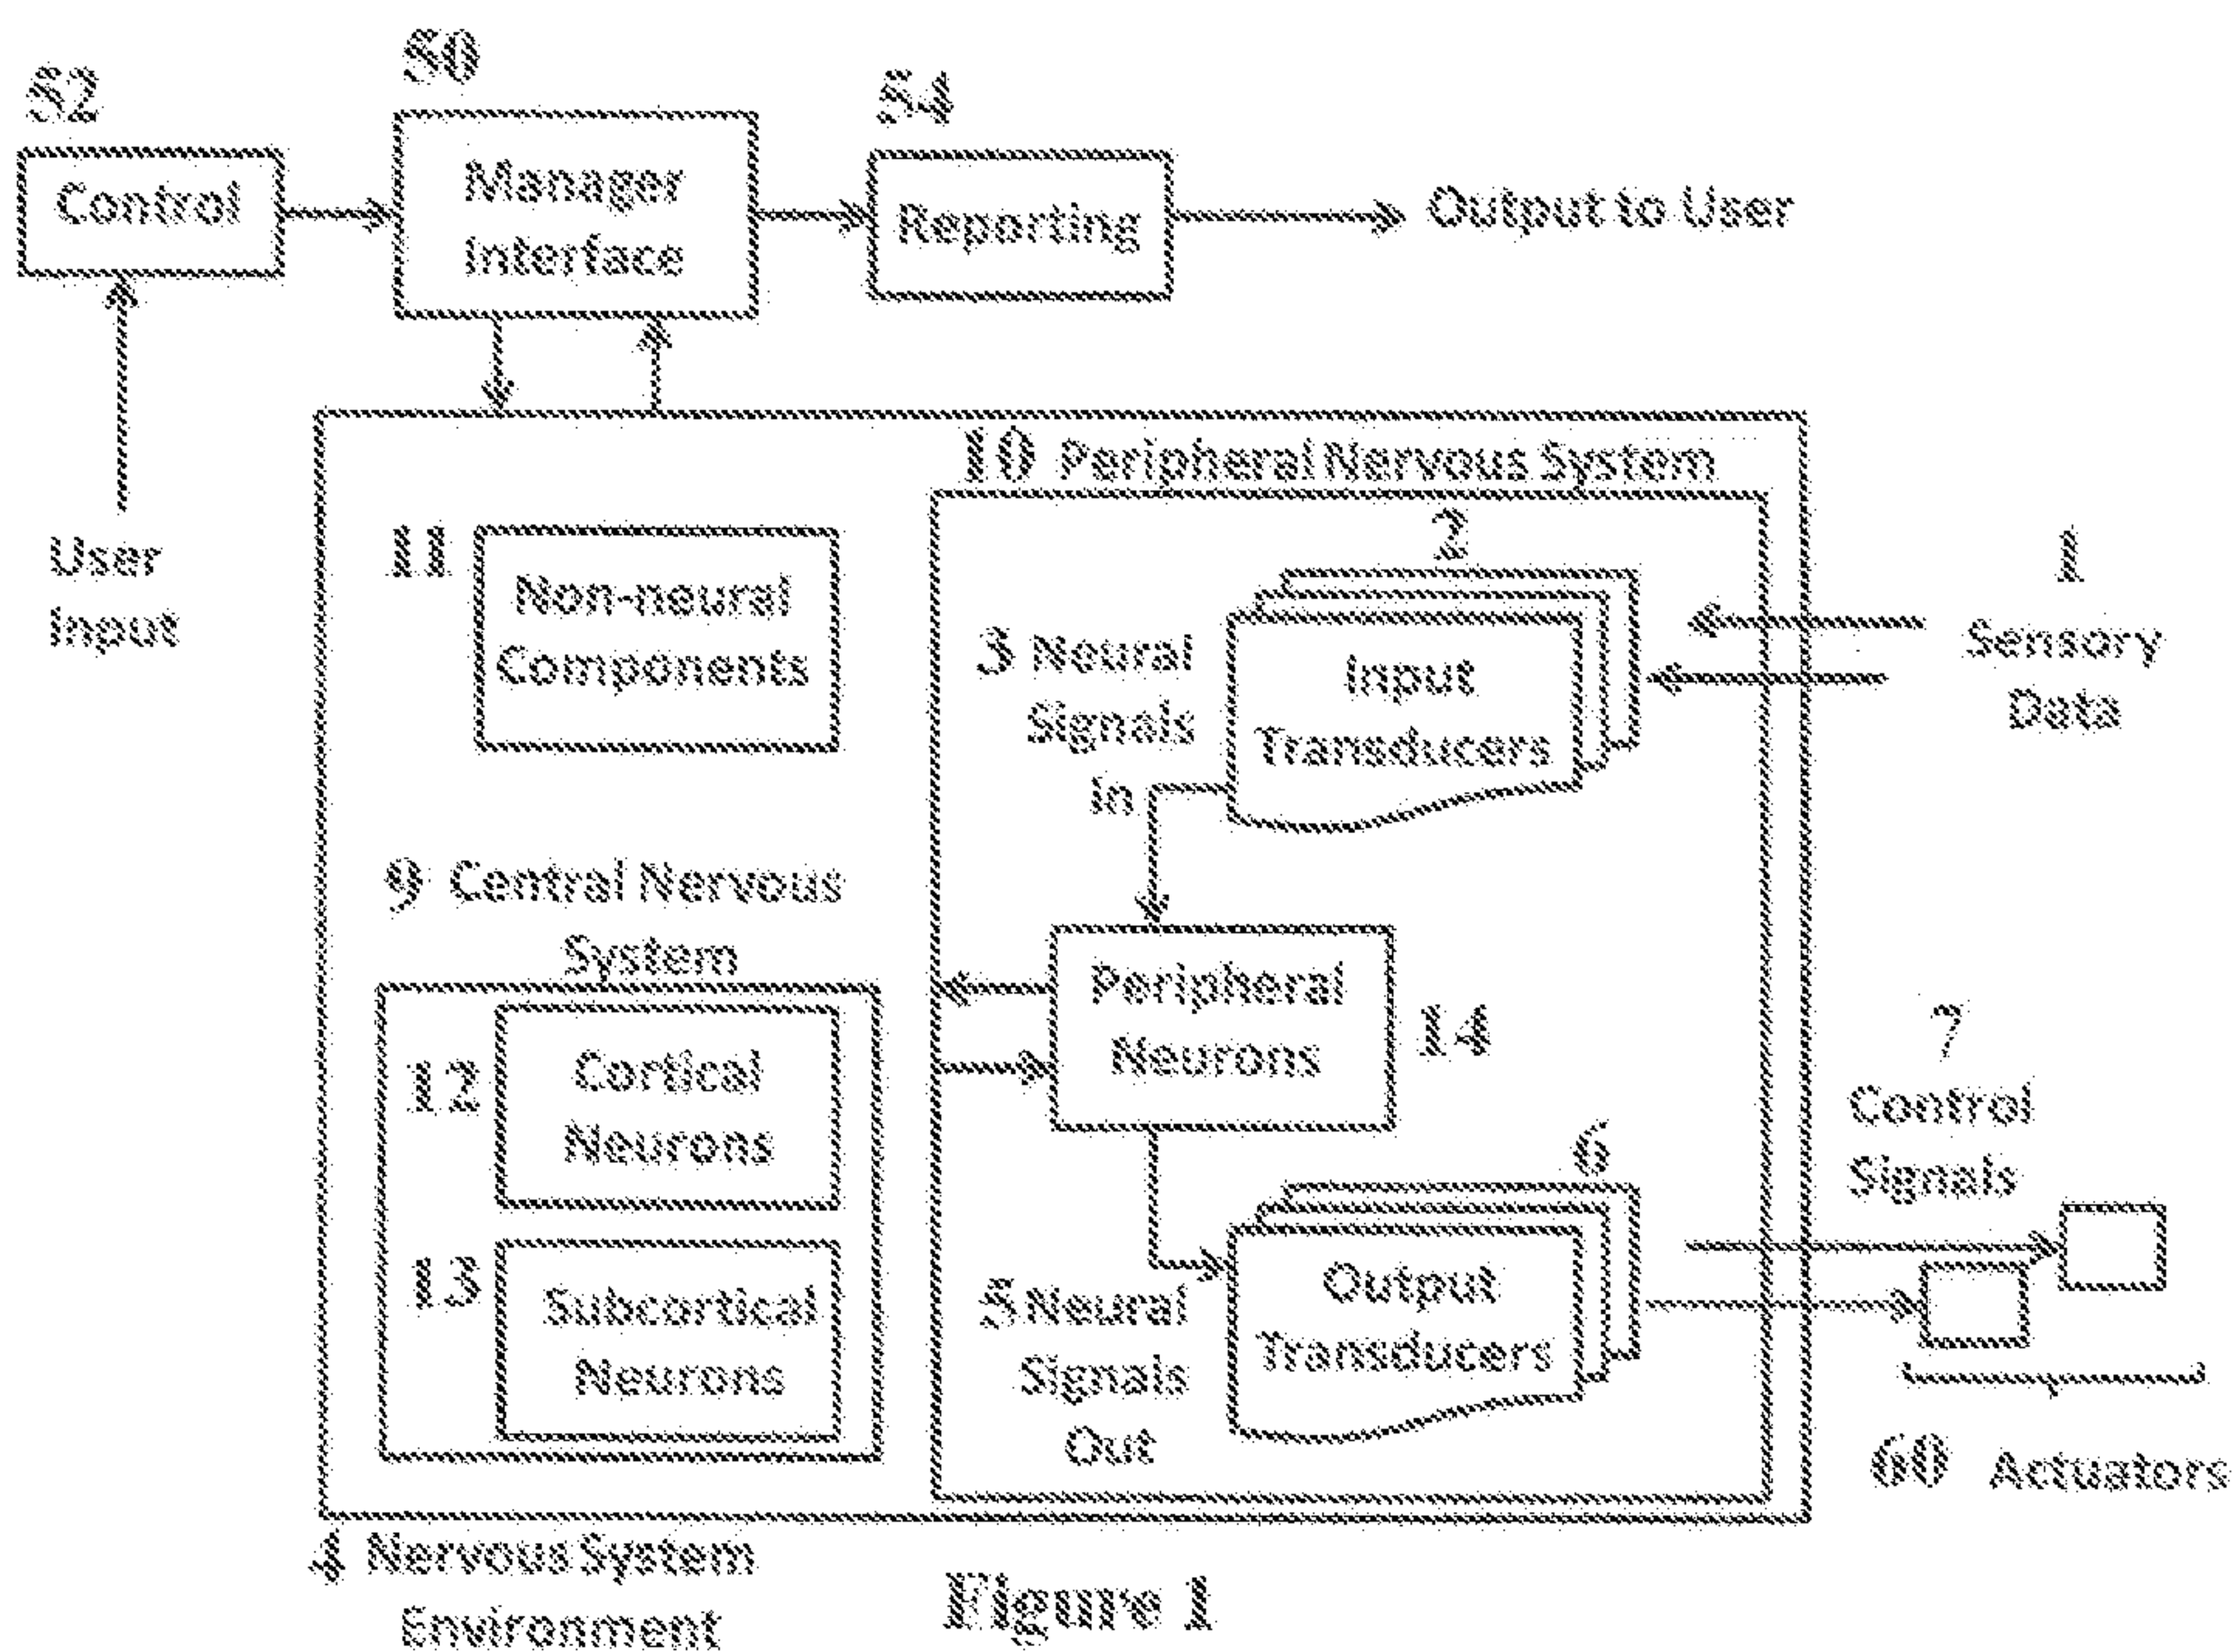 52
Control
50
Manager
Interface
54
Reporting
Output to User
User
Input
10 Peripheral Nervous System
11
Non-neural
Components
2
Input
Transducers
3 Neural
Signals
In
1
Sensory
Data
9 Central Nervous
System
12
Cortical
Neurons
13
Subcortical
Neurons
Peripheral
Neurons
14
6
Output
Transducers
5 Neural
Signals
Out
7
Control
Signals
60 Actuators
4 Nervous System
Environment
Figure 1